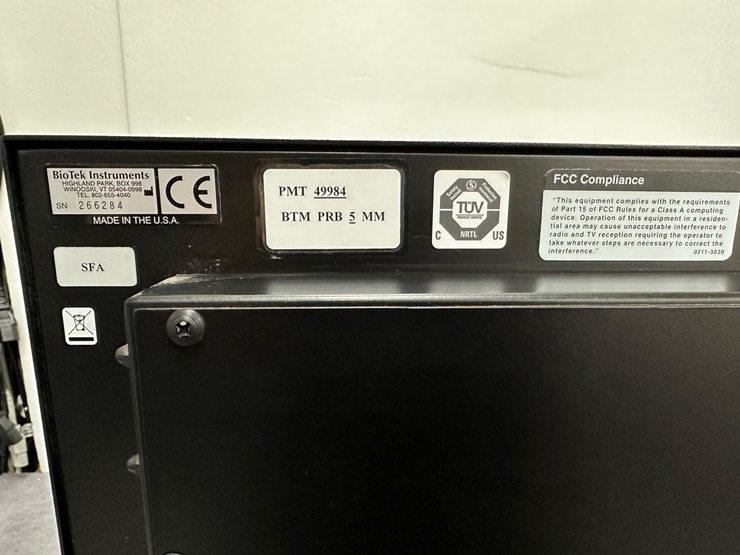 BioTek Instruments
HIGHLAND PARK, BOX 998
WINOOSKI, VT 05404-0998
TEL. 802-655-4040
SN 266284
CE
MADE IN THE U.S.A.
PMT 49984
BTM PRB 5 MM
TÜV
C NRTL US
FCC Compliance
"This equipment complies with the requirements
of Part 15 of FCC Rules for a Class A computing
device. Operation of this equipment in a residen-
tial area may cause unacceptable interference to
radio and TV reception requiring the operator to
take whatever steps are necessary to correct the
interference."
0211-3030
SFA